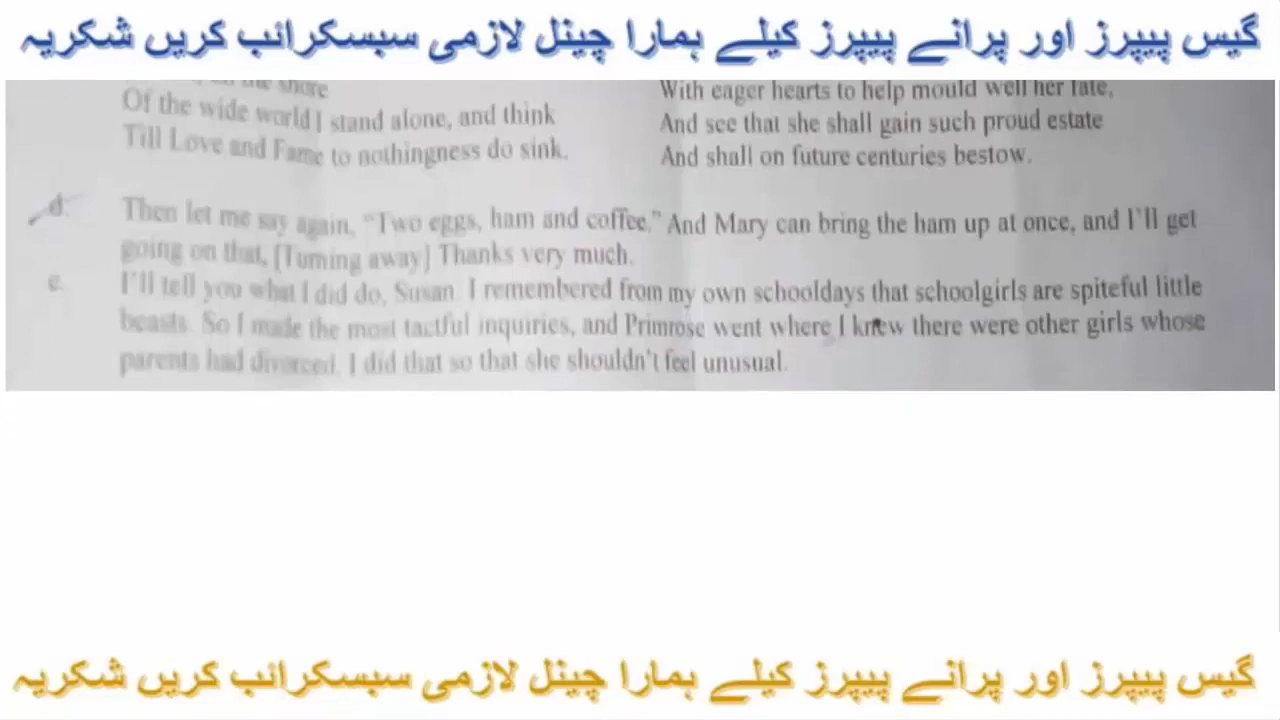 گیس پیپرز اور پرانے پیپرز کیلے ہمارا چینل لازمی سبسکرائب کریں شکریہ
the shore
Of the wide world I stand alone, and think
Till Love and Fame to nothingness do sink.
With eager hearts to help mould well her fate,
And see that she shall gain such proud estate
And shall on future centuries bestow.
d. Then let me say again, “Two eggs, ham and coffee.” And Mary can bring the ham up at once, and I’ll get
going on that, [Turning away] Thanks very much.
e. I’ll tell you what I did do, Susan. I remembered from my own schooldays that schoolgirls are spiteful little
beasts. So I made the most tactful inquiries, and Primrose went where I knew there were other girls whose
parents had divorced. I did that so that she shouldn’t feel unusual.
گیس پیپرز اور پرانے پیپرز کیلے ہمارا چینل لازمی سبسکرائب کریں شکریہ